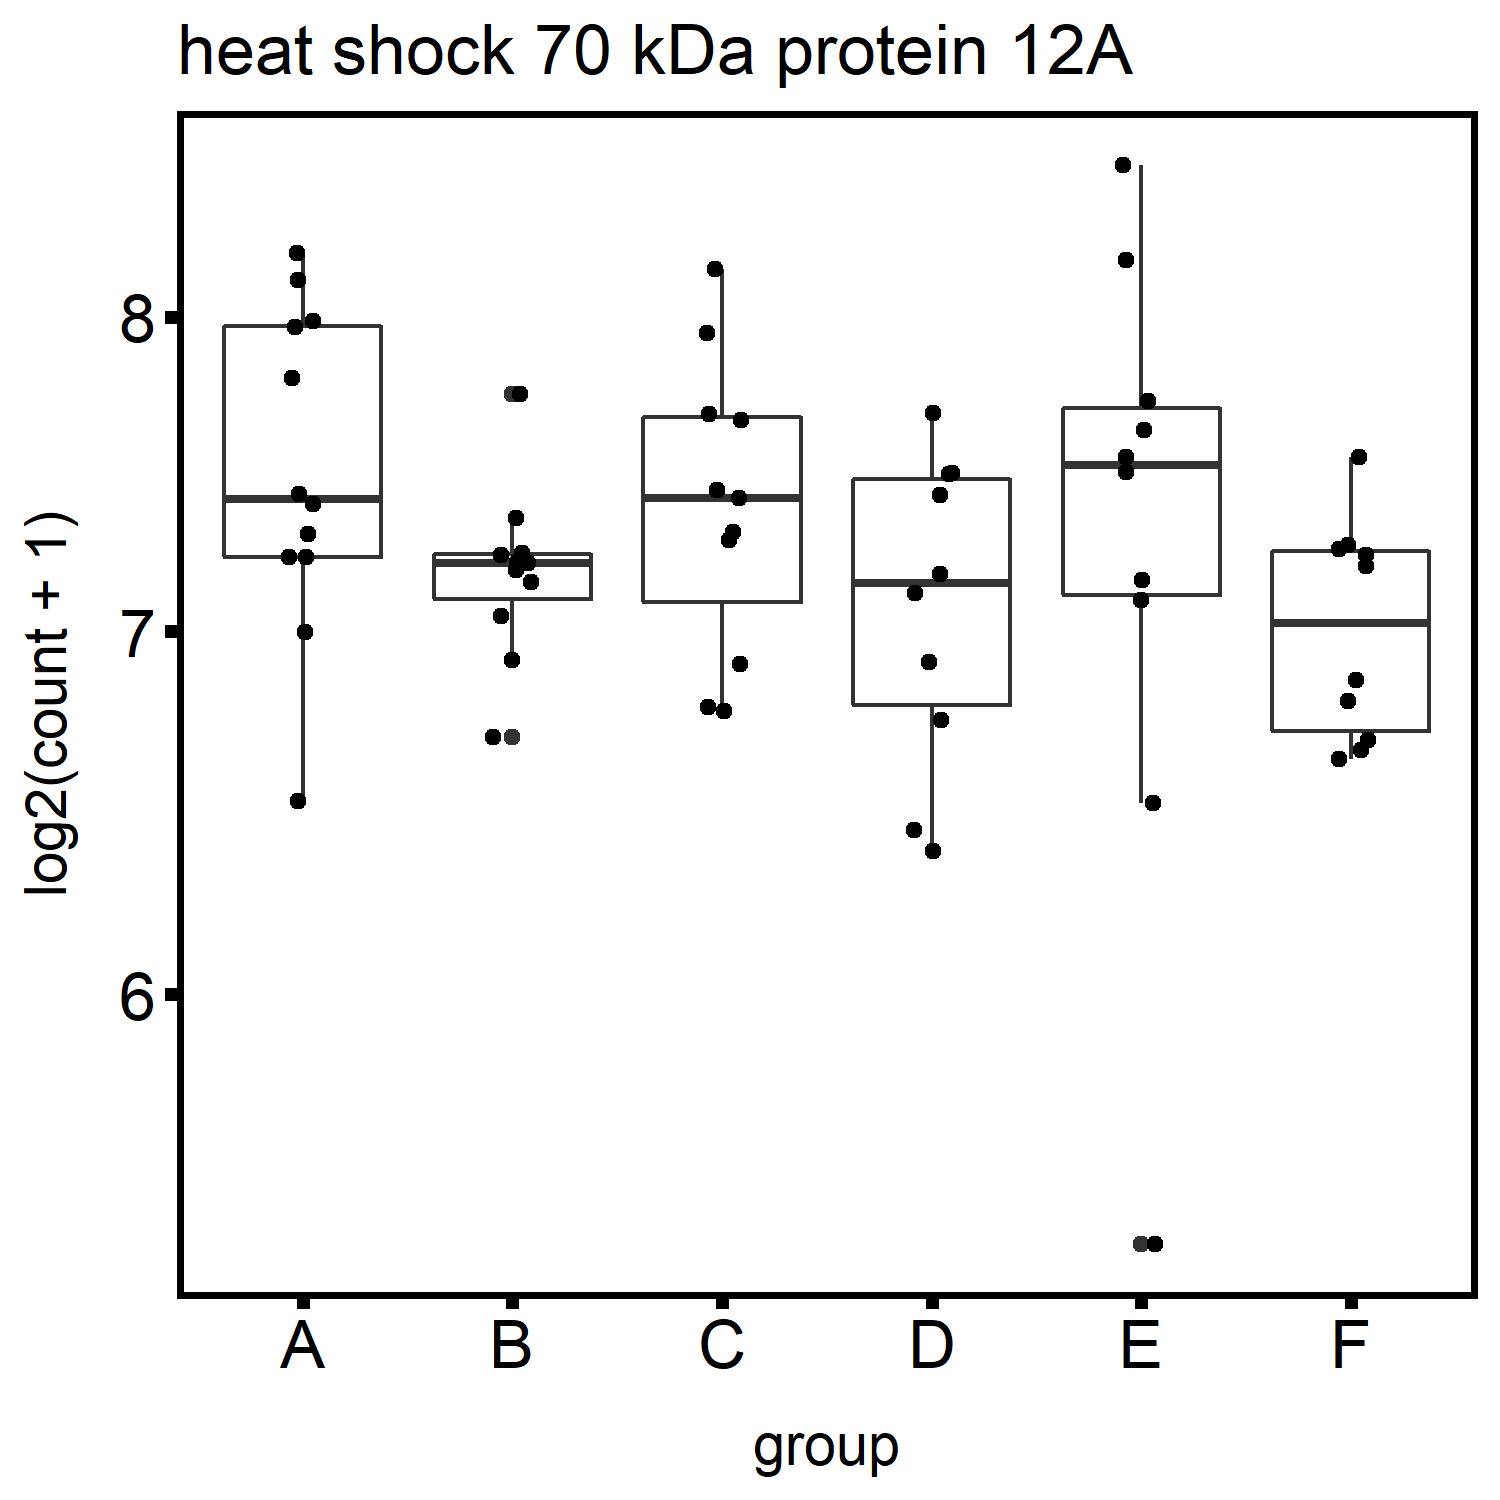 heat shock 70 kDa protein 12A
log2(count + 1)
8
7
6
A B C D E F
group